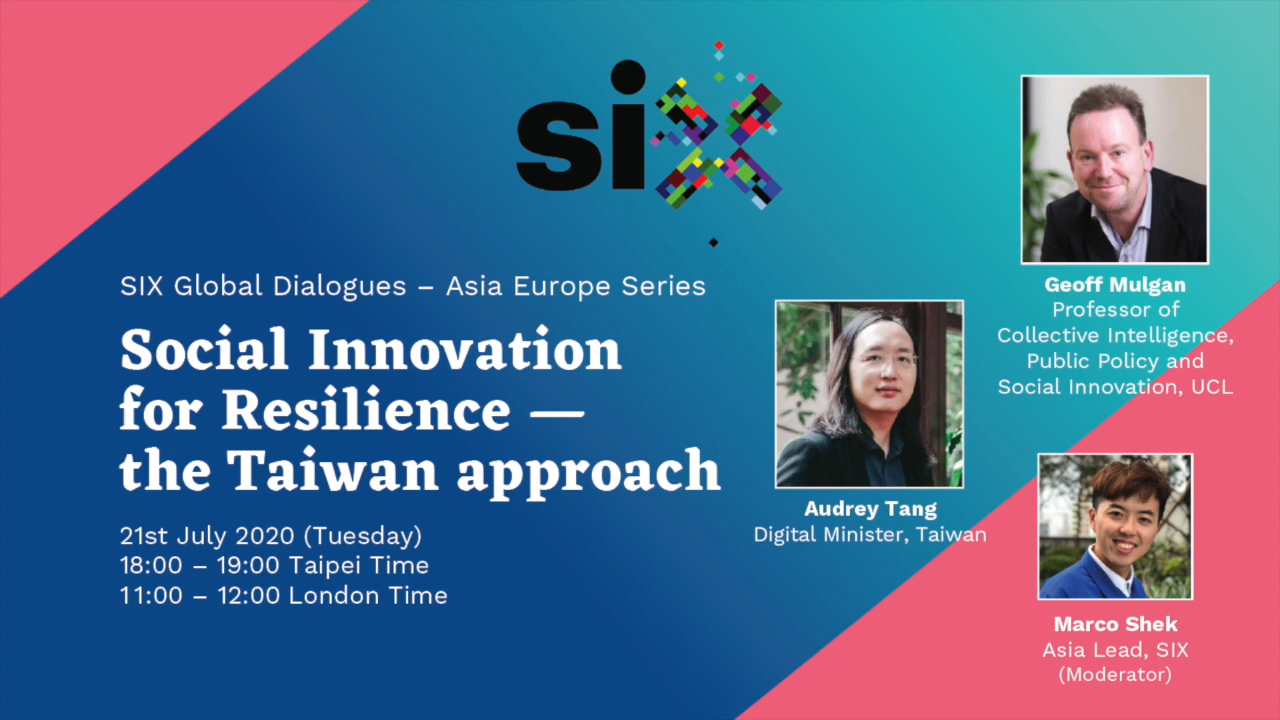 six
SIX Global Dialogues – Asia Europe Series
Social Innovation
for Resilience —
the Taiwan approach
21st July 2020 (Tuesday)
18:00 – 19:00 Taipei Time
11:00 – 12:00 London Time
Audrey Tang
Digital Minister, Taiwan
Geoff Mulgan
Professor of
Collective Intelligence,
Public Policy and
Social Innovation, UCL
Marco Shek
Asia Lead, SIX
(Moderator)